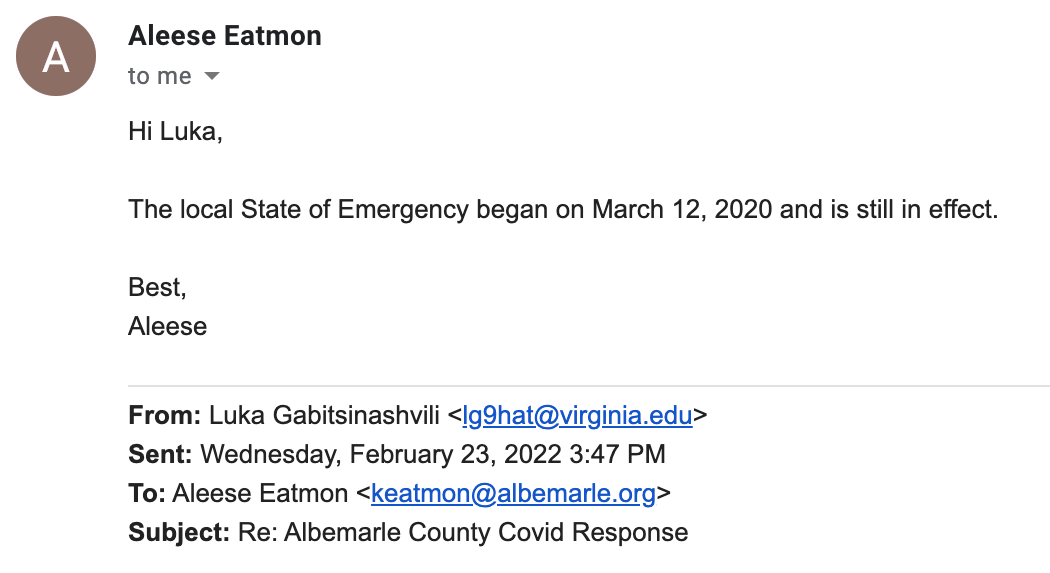 A
Aleese Eatmon
to me
Hi Luka,
The local State of Emergency began on March 12, 2020 and is still in effect.
Best,
Aleese
From: Luka Gabitsinashvili <lg9hat@virginia.edu>
Sent: Wednesday, February 23, 2022 3:47 PM
To: Aleese Eatmon <keatmon@albemarle.org>
Subject: Re: Albemarle County Covid Response